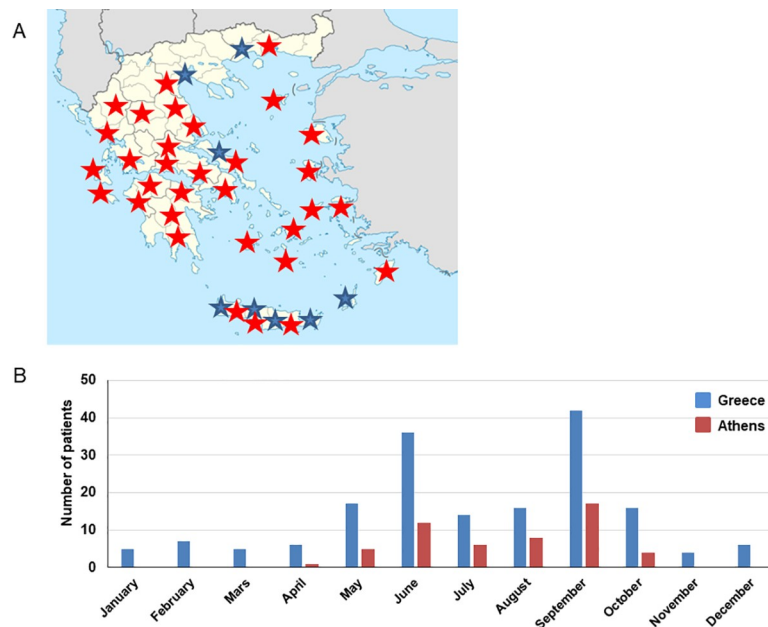 A
B
50
40
30
20
10
0
Number of patients
Greece
Athens
January
February
Mars
April
May
June
July
August
September
October
November
December